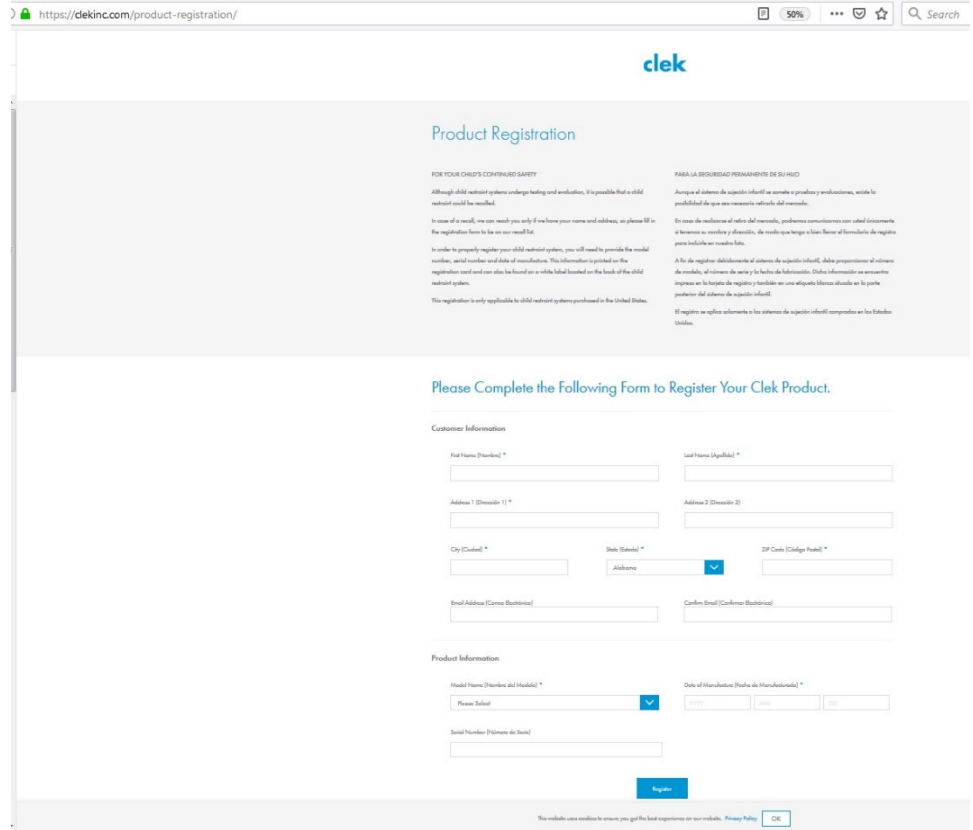 https://clekinc.com/product-registration/
50%
Search
clek
Product Registration
FOR YOUR CHILD'S CONTINUED SAFETY
Although child restraint systems undergo testing and evaluation, it is possible that a child
restraint could be recalled.
In case of a recall, we can reach you only if we have your name and address, so please fill in
the registration form to be on our recall list.
In order to properly register your child restraint system, you will need to provide the model
number, serial number and date of manufacture. This information is printed on the
registration card and can also be found on a white label located on the back of the child
restraint system.
This registration is only applicable to child restraint systems purchased in the United States.
PARA LA SEGURIDAD PERMANENTE DE SU HIJO
Aunque el sistema de sujeción infantil se somete a pruebas y evaluaciones, existe la
posibilidad de que sea necesario retirarlo del mercado.
En caso de realizarse el retiro del mercado, podremos comunicarnos con usted únicamente
si tenemos su nombre y dirección, de modo que tenga a bien llenar el formulario de registro
para incluirle en nuestra lista.
A fin de registrar debidamente el sistema de sujeción infantil, debe proporcionar el número
de modelo, el número de serie y la fecha de fabricación. Dicha información se encuentra
impresa en la tarjeta de registro y también en una etiqueta blanca situada en la parte
posterior del sistema de sujeción infantil.
El registro se aplica solamente a los sistemas de sujeción infantil comprados en los Estados
Unidos.
Please Complete the Following Form to Register Your Clek Product.
Customer Information
First Name (Nombre) *
Last Name (Apellido) *
Address 1 (Dirección 1) *
Address 2 (Dirección 2)
City (Ciudad) *
State (Estado) *
ZIP Code (Código Postal) *
Alabama
Email Address (Correo Electrónico)
Confirm Email (Confirmar Electrónico)
Product Information
Model Name (Nombre del Modelo) *
Date of Manufacture (Fecha de Manufacturado) *
Please Select
YYYY
MM
DD
Serial Number (Número de Serie)
Register
This website uses cookies to ensure you get the best experience on our website. Privacy Policy
OK